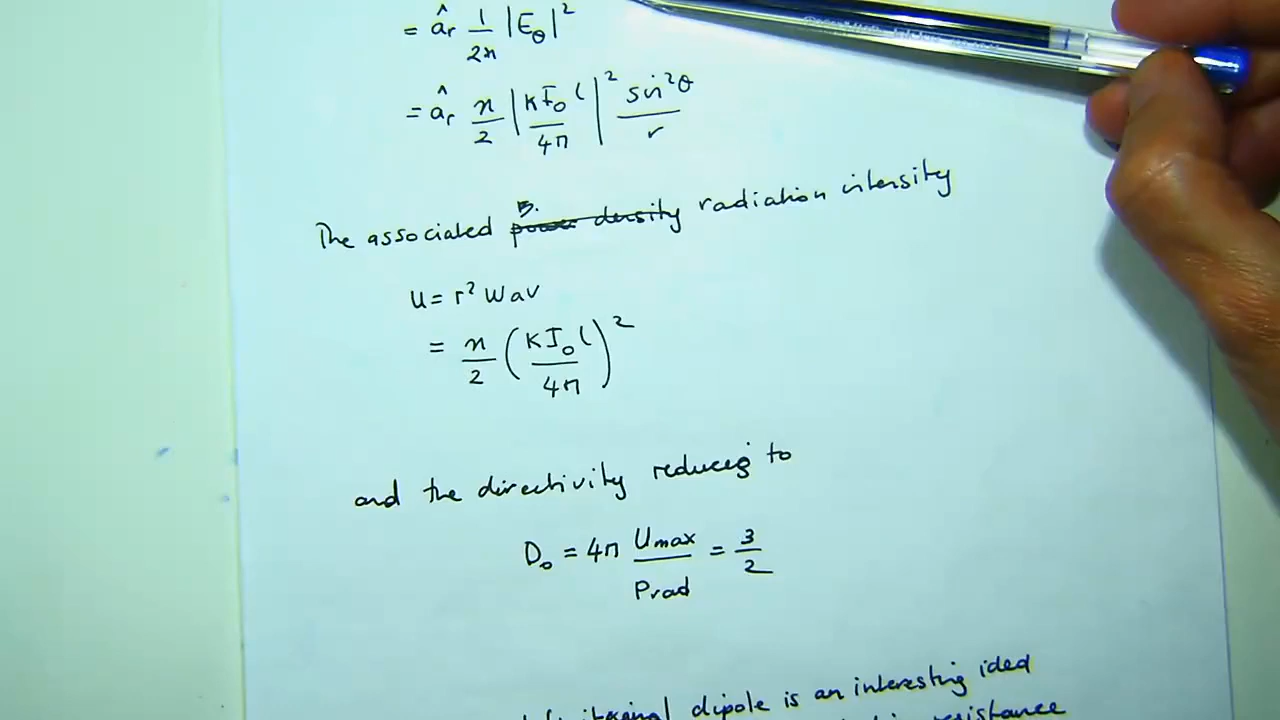 = âr 1/2η |Eθ|²
= âr η/2 |kI₀l/4π|² sin²θ/r
The associated power density is. radiation intensity
U = r² Wav
= η/2 (kI₀l/4π)²
and the directivity reduces to
D₀ = 4π Umax/Prad = 3/2
dipole is an interesting idea
resistance